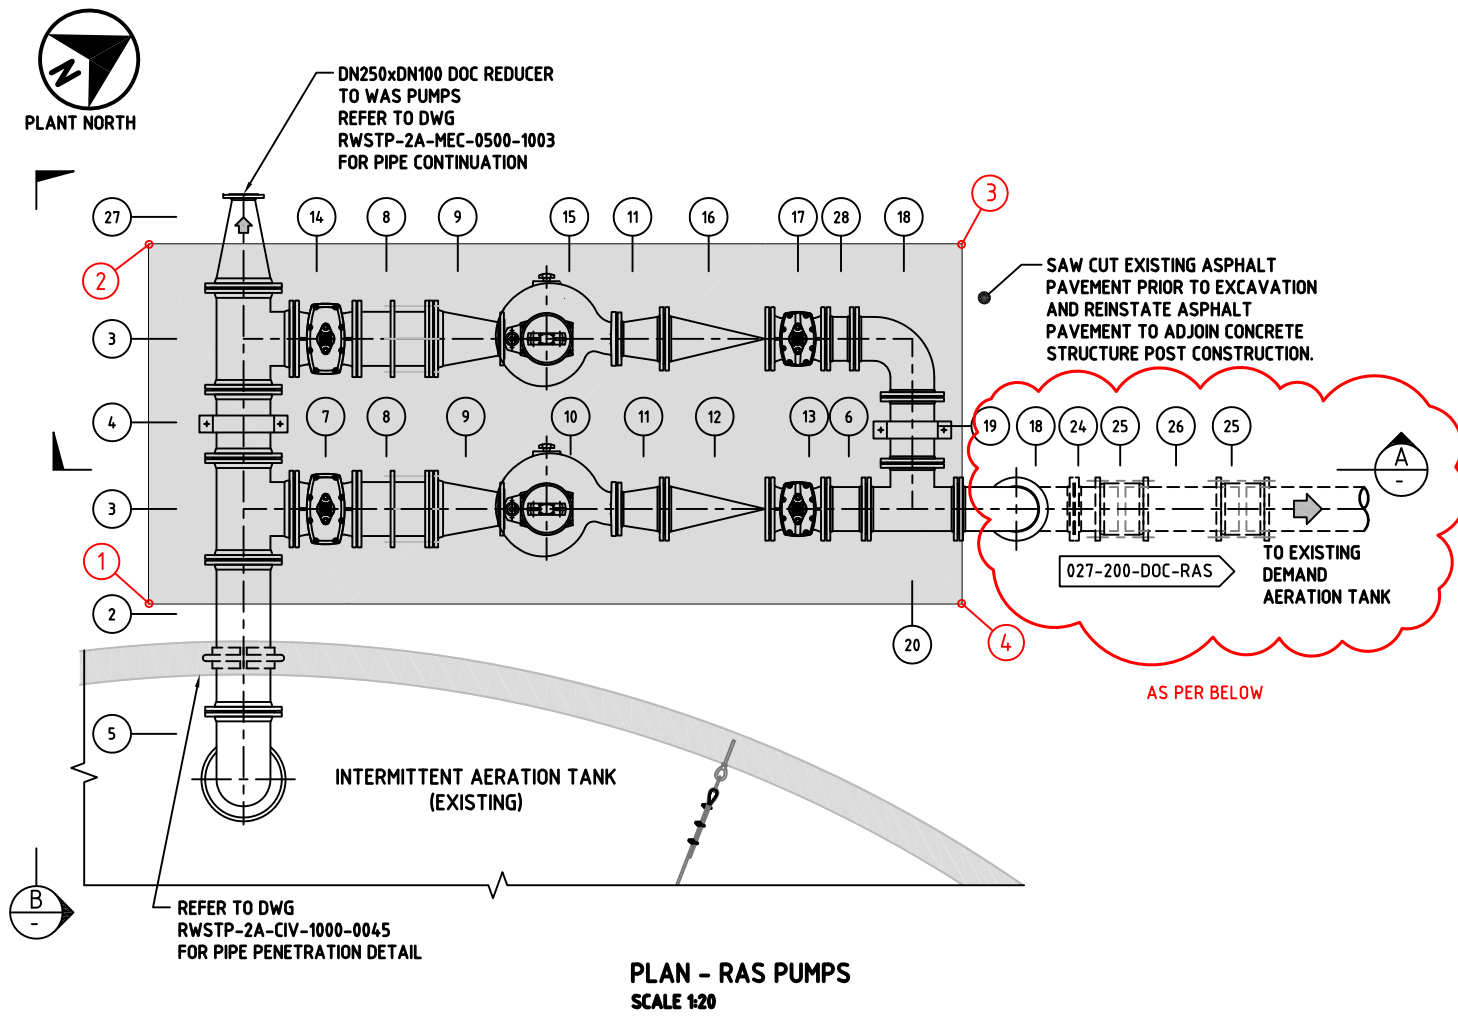 N
PLANT NORTH
DN250xDN100 DOC REDUCER
TO WAS PUMPS
REFER TO DWG
RWSTP-2A-MEC-0500-1003
FOR PIPE CONTINUATION
27
14
8
9
15
11
16
17
28
18
3
2
SAW CUT EXISTING ASPHALT
PAVEMENT PRIOR TO EXCAVATION
AND REINSTATE ASPHALT
PAVEMENT TO ADJOIN CONCRETE
STRUCTURE POST CONSTRUCTION.
3
4
7
8
9
10
11
12
13
6
19
18
24
25
26
25
A
-
3
1
027-200-DOC-RAS
TO EXISTING
DEMAND
AERATION TANK
2
20
4
AS PER BELOW
5
INTERMITTENT AERATION TANK
(EXISTING)
B
-
REFER TO DWG
RWSTP-2A-CIV-1000-0045
FOR PIPE PENETRATION DETAIL
PLAN - RAS PUMPS
SCALE 1:20